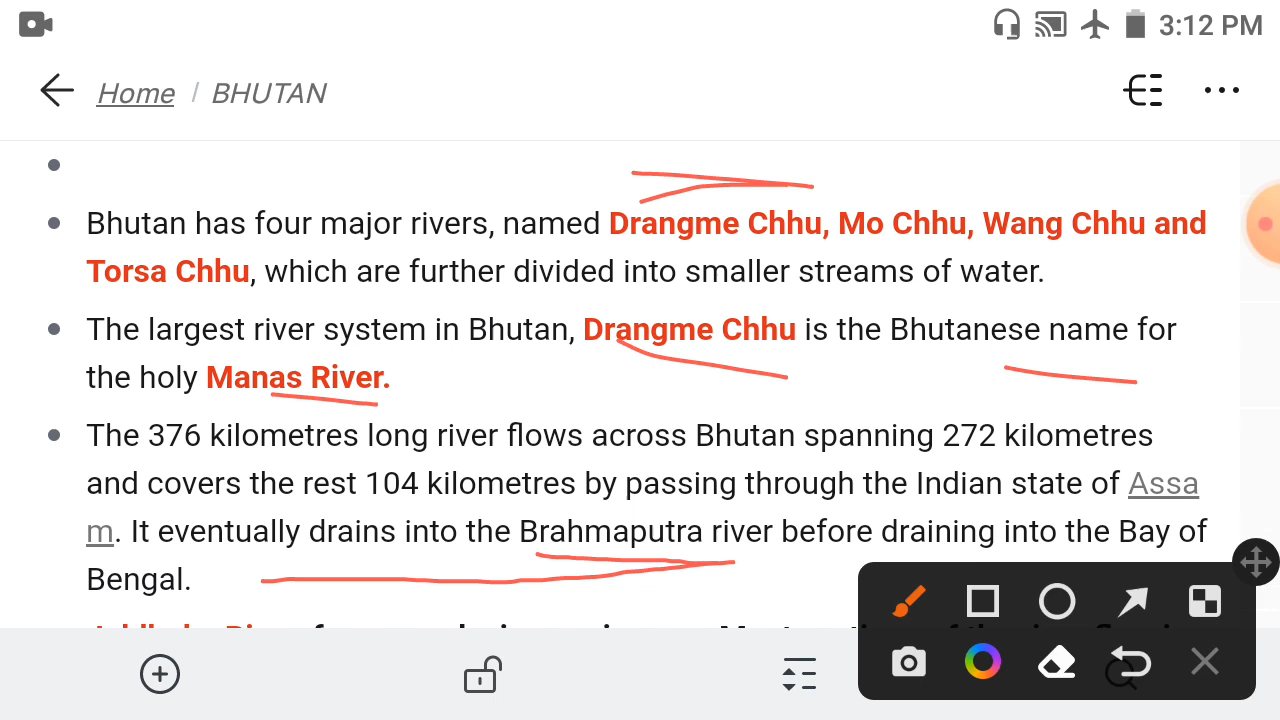 3:12 PM
Home / BHUTAN
Bhutan has four major rivers, named Drangme Chhu, Mo Chhu, Wang Chhu and
Torsa Chhu, which are further divided into smaller streams of water.
The largest river system in Bhutan, Drangme Chhu is the Bhutanese name for
the holy Manas River.
The 376 kilometres long river flows across Bhutan spanning 272 kilometres
and covers the rest 104 kilometres by passing through the Indian state of Assa
m. It eventually drains into the Brahmaputra river before draining into the Bay of
Bengal.